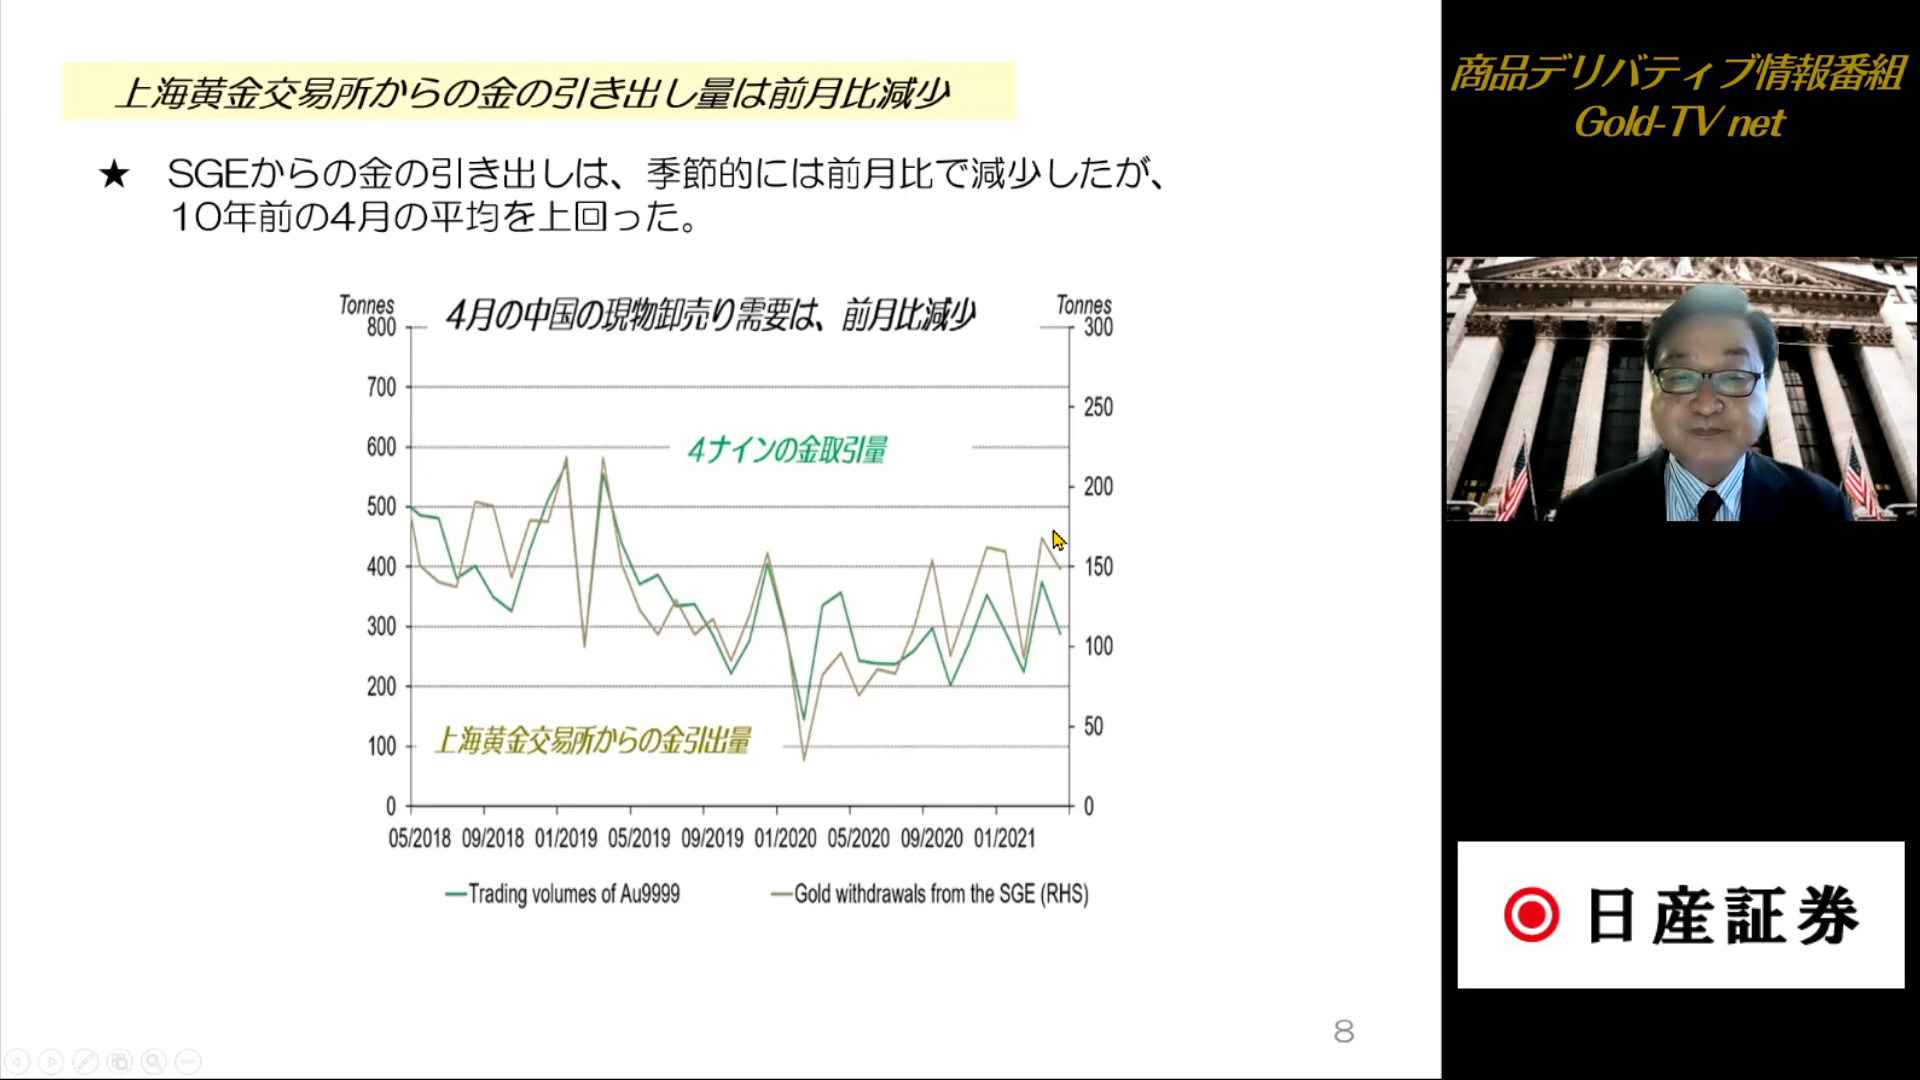 上海黄金交易所からの金の引き出し量は前月比減少
★ SGEからの金の引き出しは、季節的には前月比で減少したが、
10年前の4月の平均を上回った。
Tonnes
4月の中国の現物卸売り需要は、前月比減少
Tonnes
800
700
600
500
400
300
200
100
0
300
250
200
150
100
50
0
4ナインの金取引量
上海黄金交易所からの金引出量
05/2018 09/2018 01/2019 05/2019 09/2019 01/2020 05/2020 09/2020 01/2021
Trading volumes of Au9999
Gold withdrawals from the SGE (RHS)
8
商品デリバティブ情報番組
Gold-TV net
日産証券